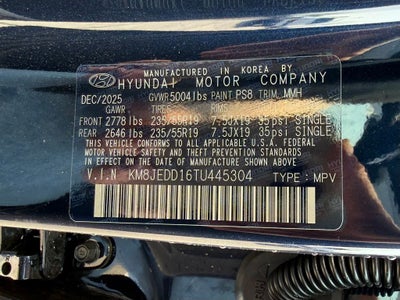 MANUFACTURED IN KOREA BY
HYUNDAI MOTOR COMPANY
DEC/2025 GVWR 5004lbs PAINT PS8 TRIM MMH
GAWR TIRES RIMS
FRONT 2778 lbs 235/55R19 7.5JX19 35psi SINGLE
REAR 2646 lbs 235/55R19 7.5JX19 35psi SINGLE
THIS VEHICLE CONFORMS TO ALL APPLICABLE U.S.A. FEDERAL
MOTOR VEHICLE SAFETY, BUMPER, AND THEFT PREVENTION
STANDARDS IN EFFECT ON THE DATE OF MANUFACTURE
SHOWN ABOVE.
V.I.N KM8JEDD16TU445304 TYPE: MPV